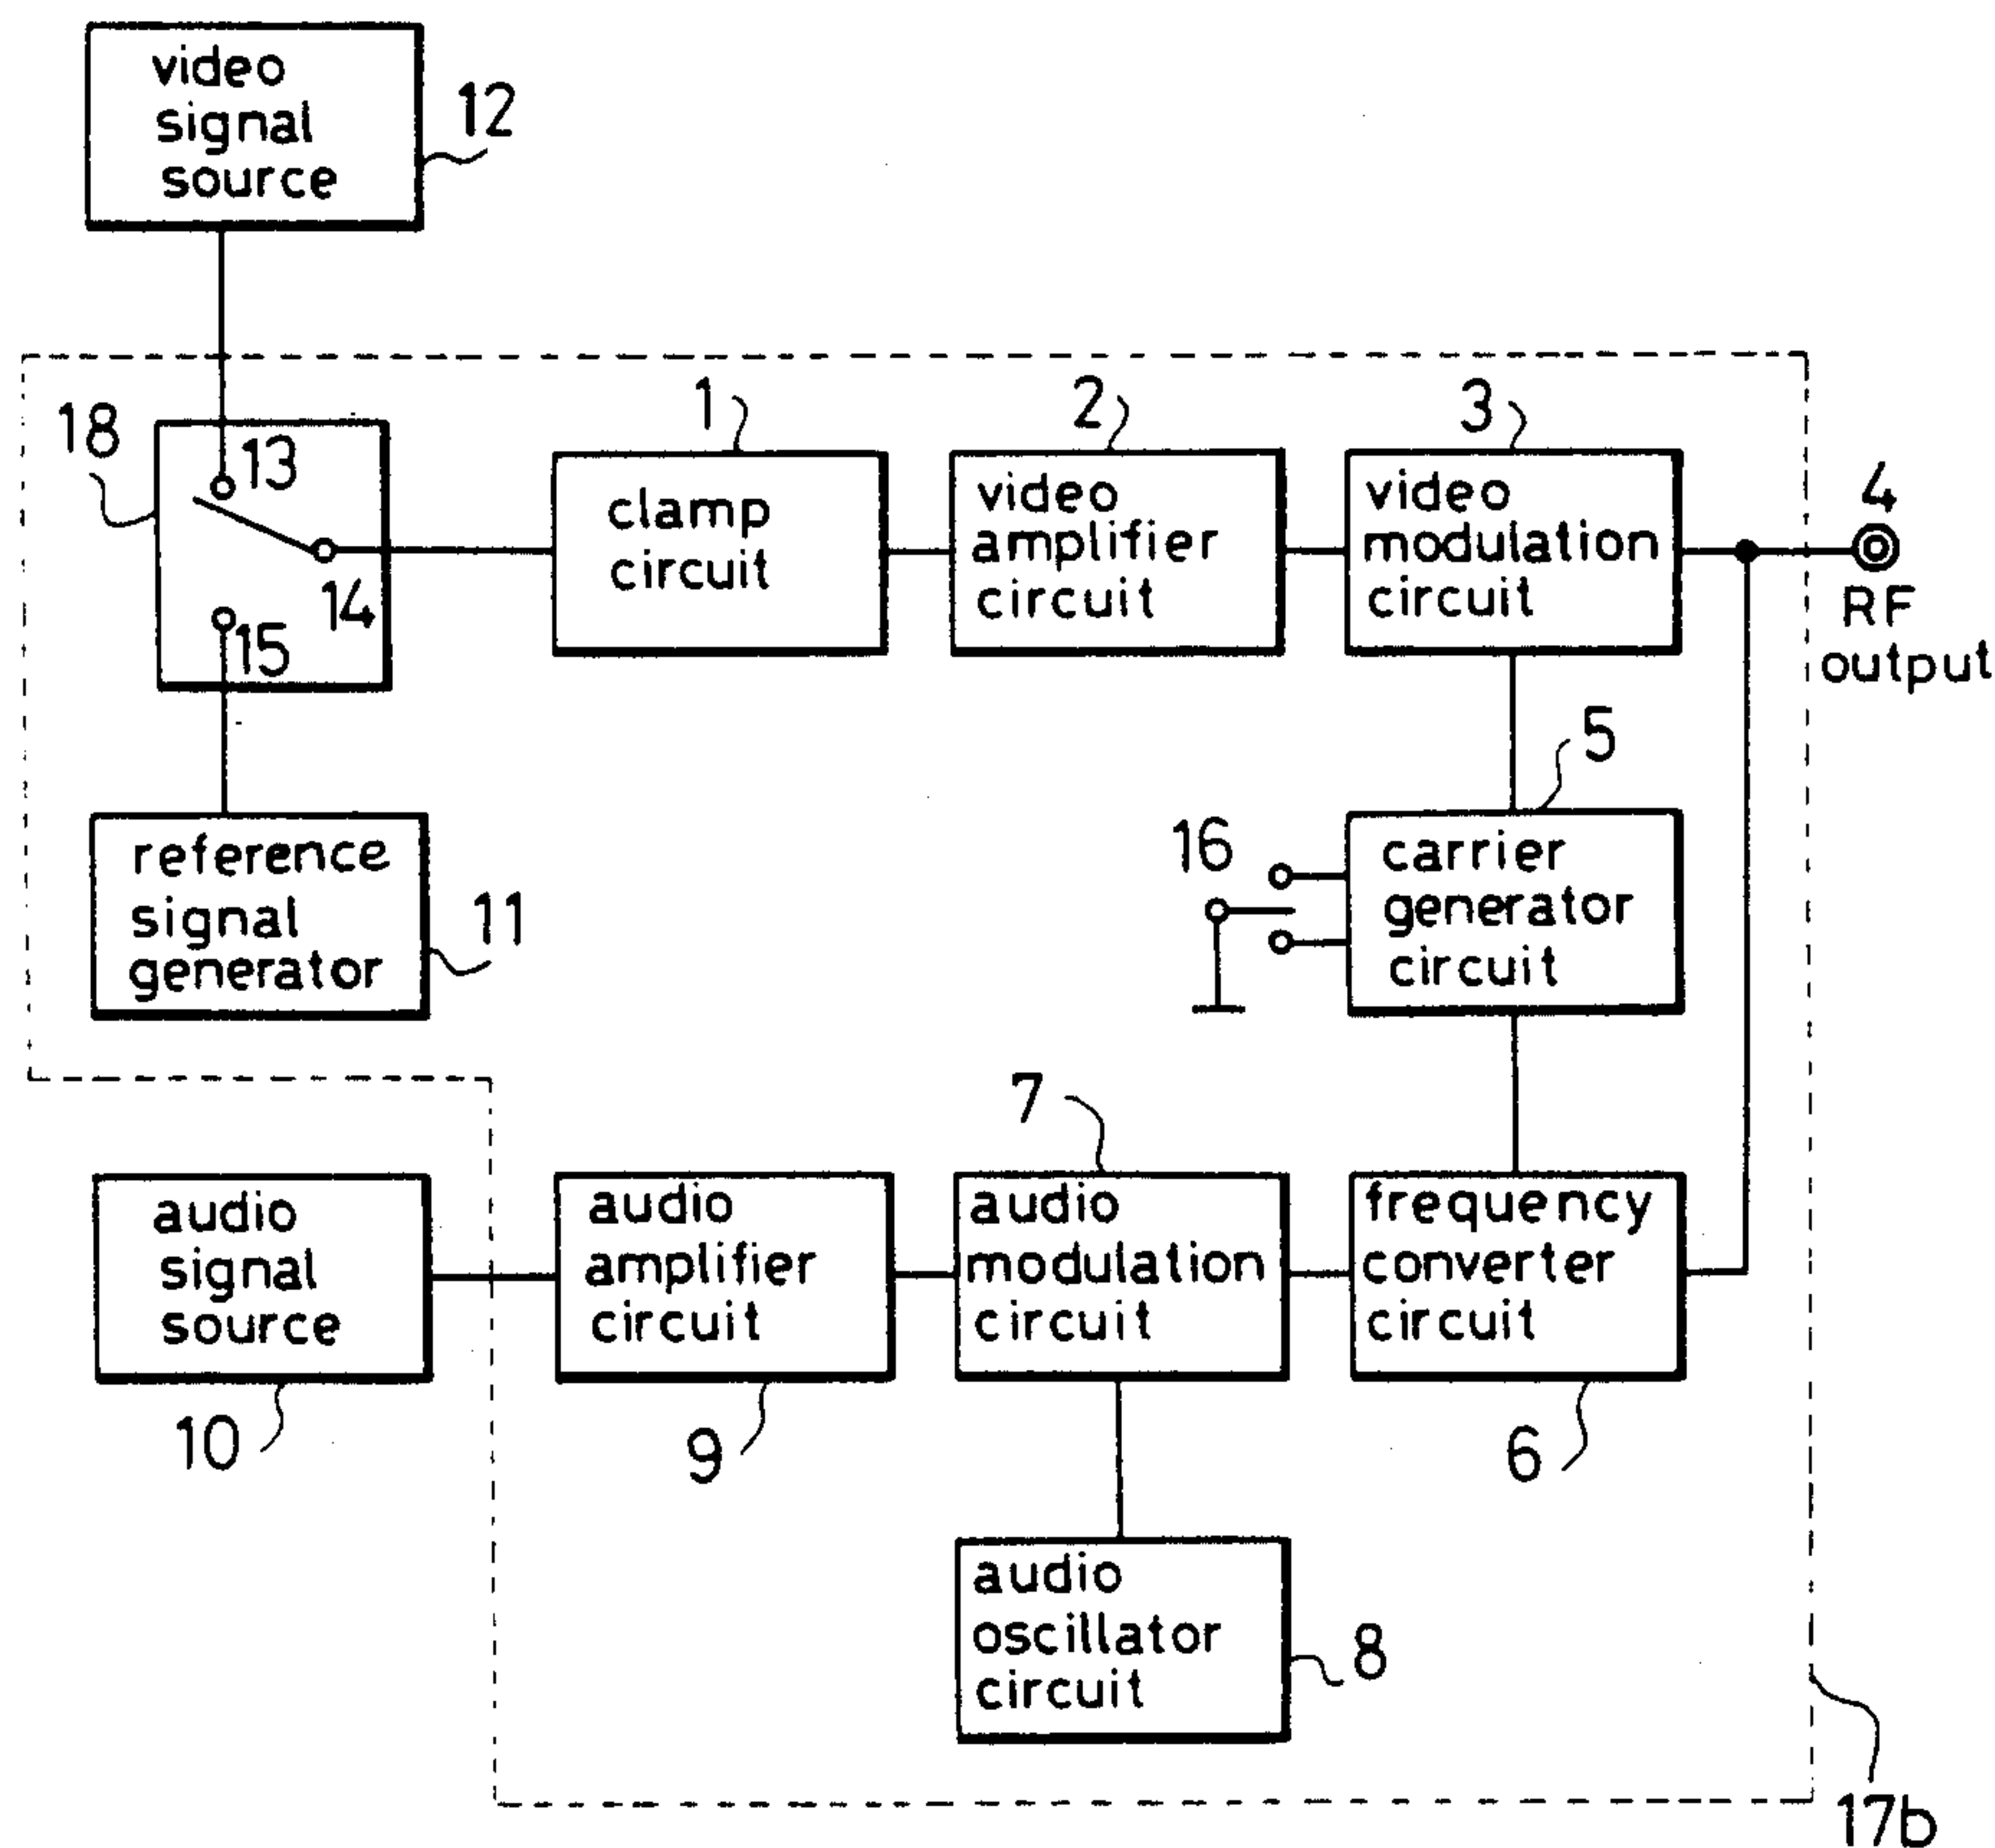 video
signal
source
12
18
13
14
15
1
clamp
circuit
2
video
amplifier
circuit
3
video
modulation
circuit
4
RF
output
reference
signal
generator
11
16
5
carrier
generator
circuit
audio
signal
source
10
audio
amplifier
circuit
9
7
audio
modulation
circuit
frequency
converter
circuit
6
audio
oscillator
circuit
8
17b